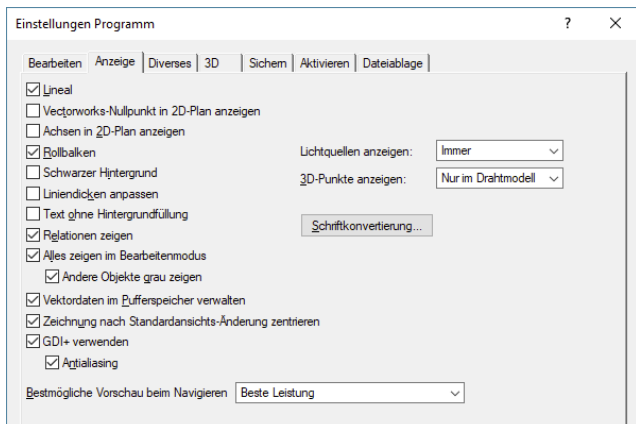 Einstellungen Programm ? ×
Bearbeiten Anzeige Diverses 3D Sichern Aktivieren Dateiablage
Lineal
Vectorworks-Nullpunkt in 2D-Plan anzeigen
Achsen in 2D-Plan anzeigen
Rollbalken
Lichtquellen anzeigen: Immer
Schwarzer Hintergrund
3D-Punkte anzeigen: Nur im Drahtmodell
Liniendicken anpassen
Text ohne Hintergrundfüllung
Schriftkonvertierung...
Relationen zeigen
Alles zeigen im Bearbeitenmodus
Andere Objekte grau zeigen
Vektordaten im Pufferspeicher verwalten
Zeichnung nach Standardansichts-Änderung zentrieren
GDI+ verwenden
Antialiasing
Bestmögliche Vorschau beim Navigieren Beste Leistung